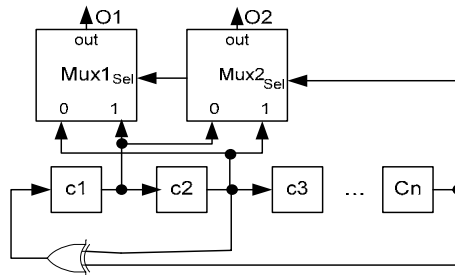 O1 O2
out out
Mux1Sel Mux2Sel
0 1 0 1
c1 c2 c3 ... Cn